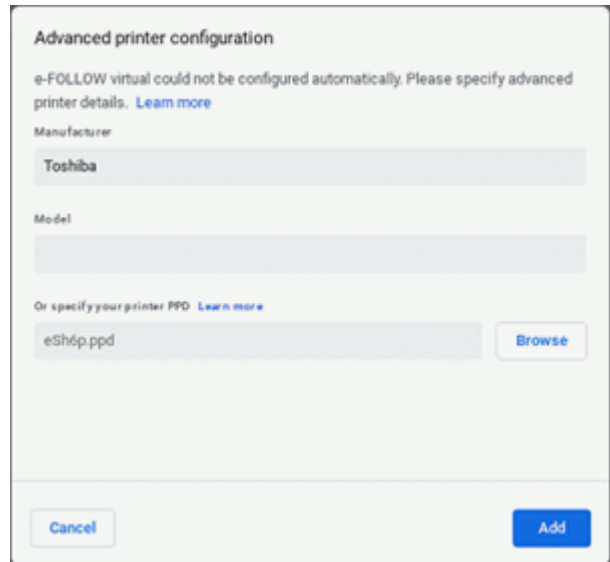 Advanced printer configuration
e-FOLLOW virtual could not be configured automatically. Please specify advanced
printer details. Learn more
Manufacturer
Toshiba
Model
Or specify your printer PPD Learn more
eSh6p.ppd
Browse
Cancel
Add